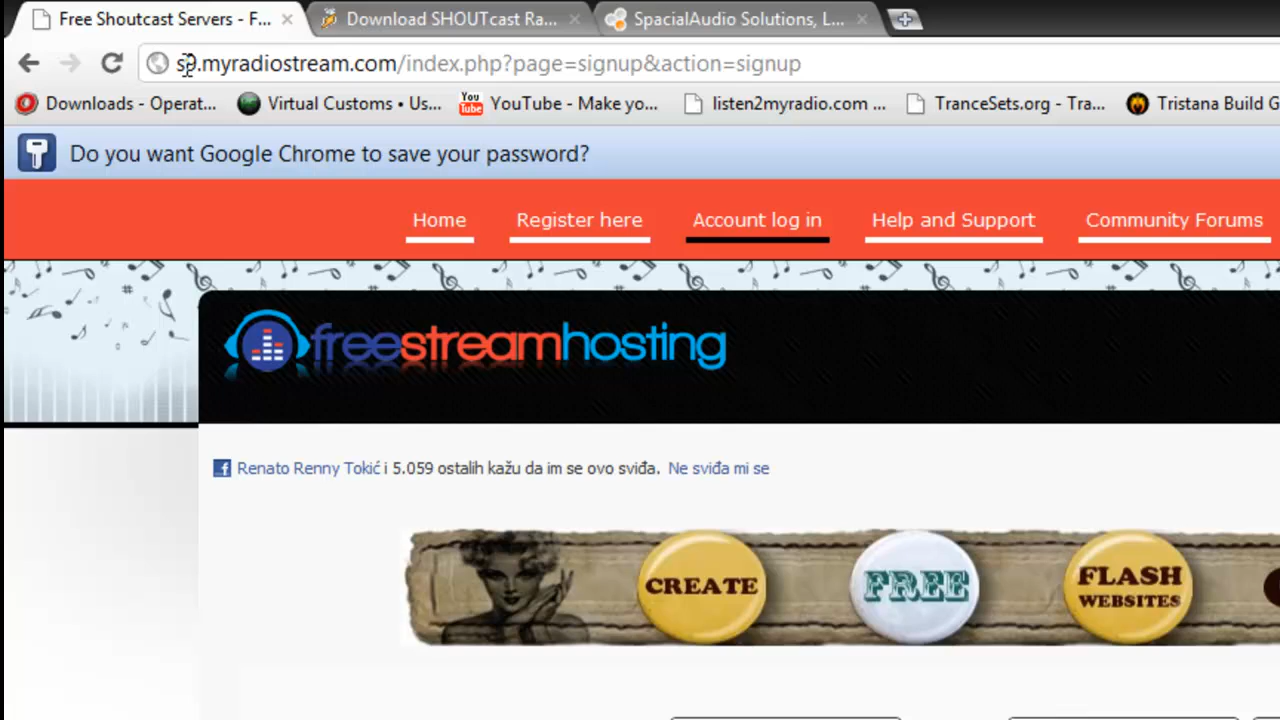 Free Shoutcast Servers - F...
Download SHOUTcast Ra...
SpacialAudio Solutions, L...
.myradiostream.com/index.php?page=signup&action=signup
Downloads - Operat...
Virtual Customs • Us...
YouTube - Make yo...
listen2myradio.com ...
TranceSets.org - Tra...
Tristana Build G
Do you want Google Chrome to save your password?
Home
Register here
Account log in
Help and Support
Community Forums
freestreamhosting
Renato Renny Tokić i 5.059 ostalih kažu da im se ovo sviđa. Ne sviđa mi se
CREATE
FREE
FLASH
WEBSITES